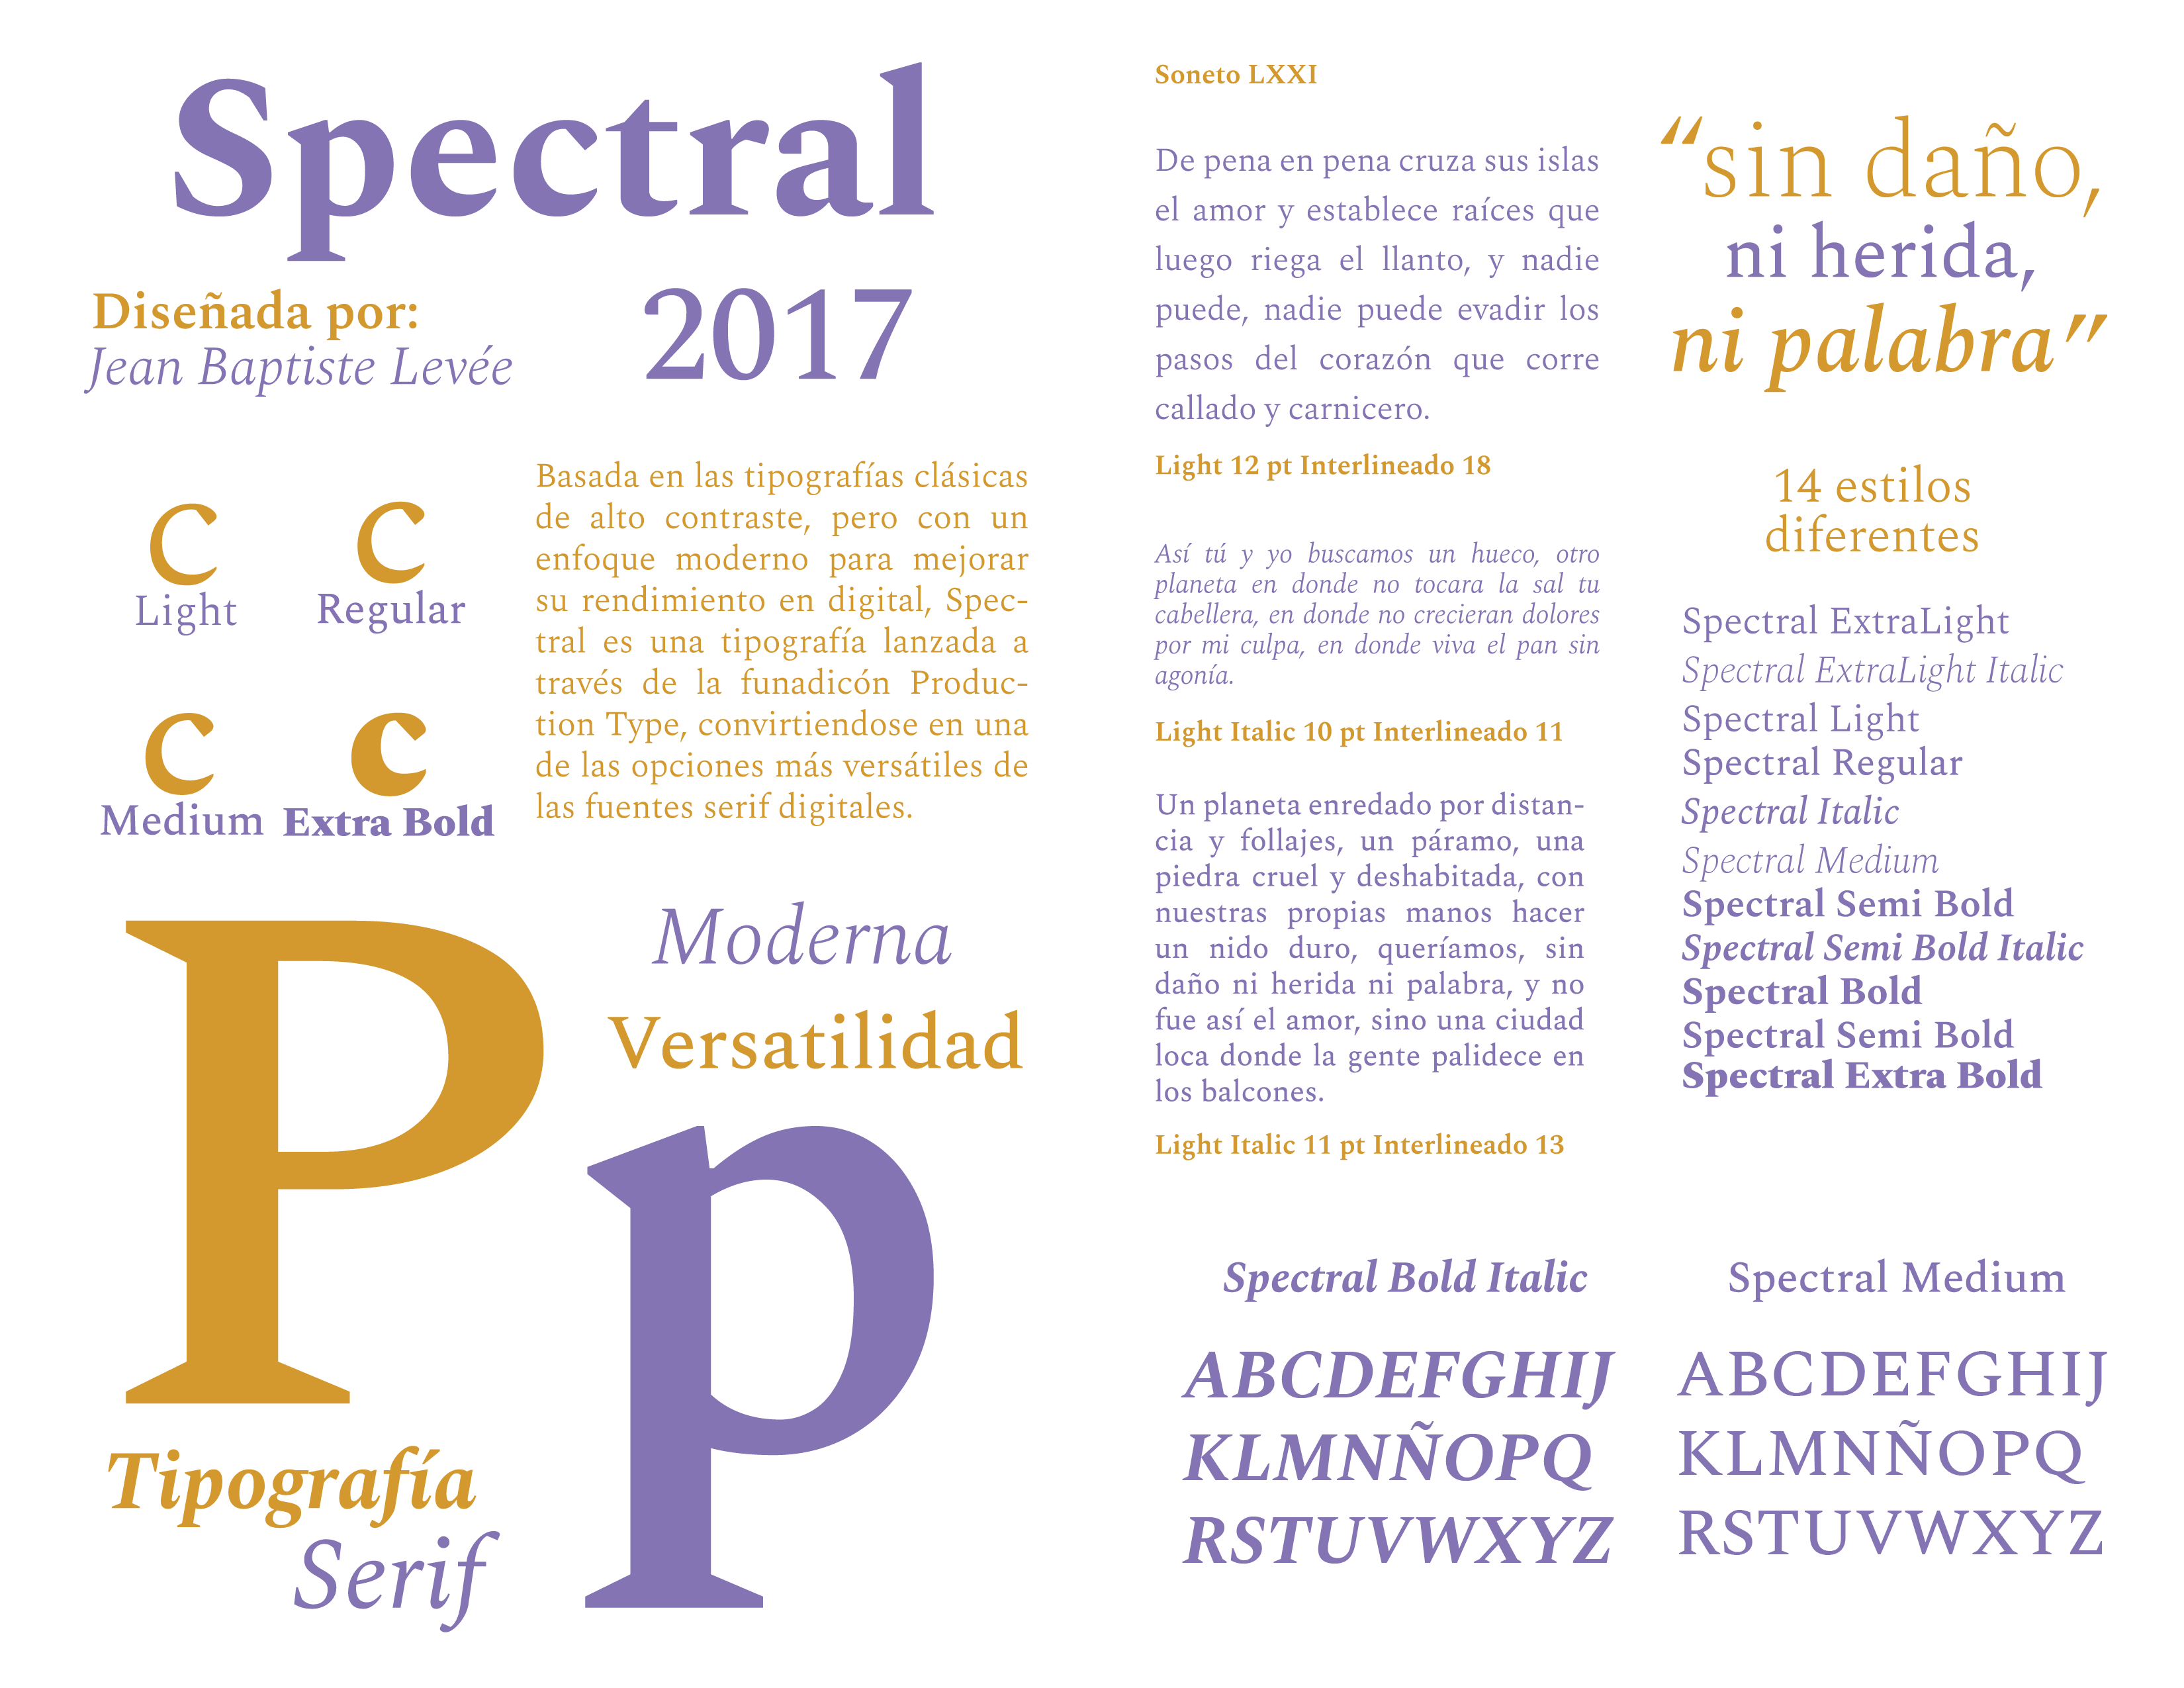 Spectral
2017
Diseñada por:
Jean Baptiste Levée
C
Light
C
Regular
C
Medium
C
Extra Bold
Basada en las tipografías clásicas
de alto contraste, pero con un
enfoque moderno para mejorar
su rendimiento en digital, Spec-
tral es una tipografía lanzada a
través de la funadicón Produc-
tion Type, convirtiendose en una
de las opciones más versátiles de
las fuentes serif digitales.
Moderna
Versatilidad
Pp
Tipografía
Serif
Soneto LXXI
De pena en pena cruza sus islas
el amor y establece raíces que
luego riega el llanto, y nadie
puede, nadie puede evadir los
pasos del corazón que corre
callado y carnicero.
Light 12 pt Interlineado 18
Así tú y yo buscamos un hueco, otro
planeta en donde no tocara la sal tu
cabellera, en donde no crecieran dolores
por mi culpa, en donde viva el pan sin
agonía.
Light Italic 10 pt Interlineado 11
Un planeta enredado por distan-
cia y follajes, un páramo, una
piedra cruel y deshabitada, con
nuestras propias manos hacer
un nido duro, queríamos, sin
daño ni herida ni palabra, y no
fue así el amor, sino una ciudad
loca donde la gente palidece en
los balcones.
Light Italic 11 pt Interlineado 13
“sin daño,
ni herida,
ni palabra”
14 estilos
diferentes
Spectral ExtraLight
Spectral ExtraLight Italic
Spectral Light
Spectral Regular
Spectral Italic
Spectral Medium
Spectral Semi Bold
Spectral Semi Bold Italic
Spectral Bold
Spectral Semi Bold
Spectral Extra Bold
Spectral Bold Italic
ABCDEFGHIJ
KLMNÑOPQ
RSTUVWXYZ
Spectral Medium
ABCDEFGHIJ
KLMNÑOPQ
RSTUVWXYZ